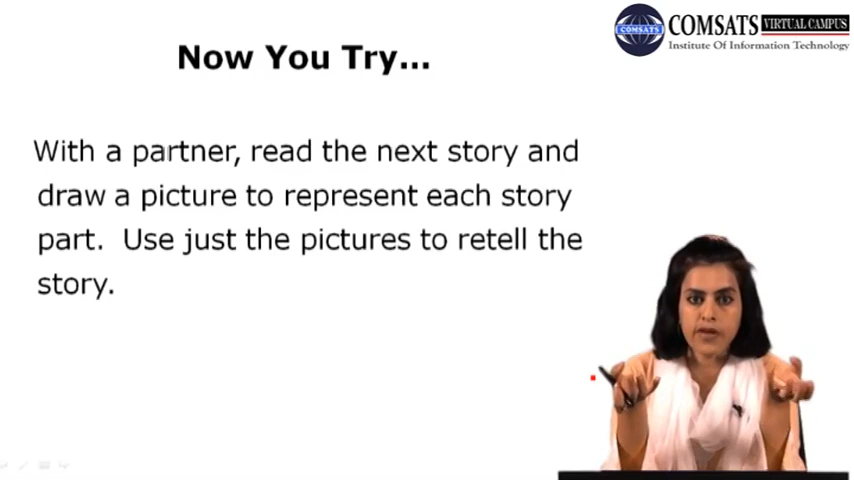 COMSATS VIRTUAL CAMPUS
COMSATS
Institute Of Information Technology
Now You Try...
With a partner, read the next story and
draw a picture to represent each story
part. Use just the pictures to retell the
story.